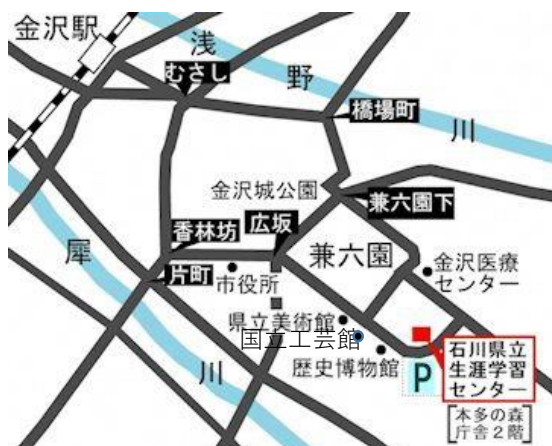 金沢駅
浅
野
川
むさし
橋場町
金沢城公園
兼六園下
香林坊
広坂
兼六園
金沢医療
センター
犀
川
片町
市役所
県立美術館
国立工芸館
歴史博物館
P
石川県立
生涯学習
センター
本多の森
庁舎2階